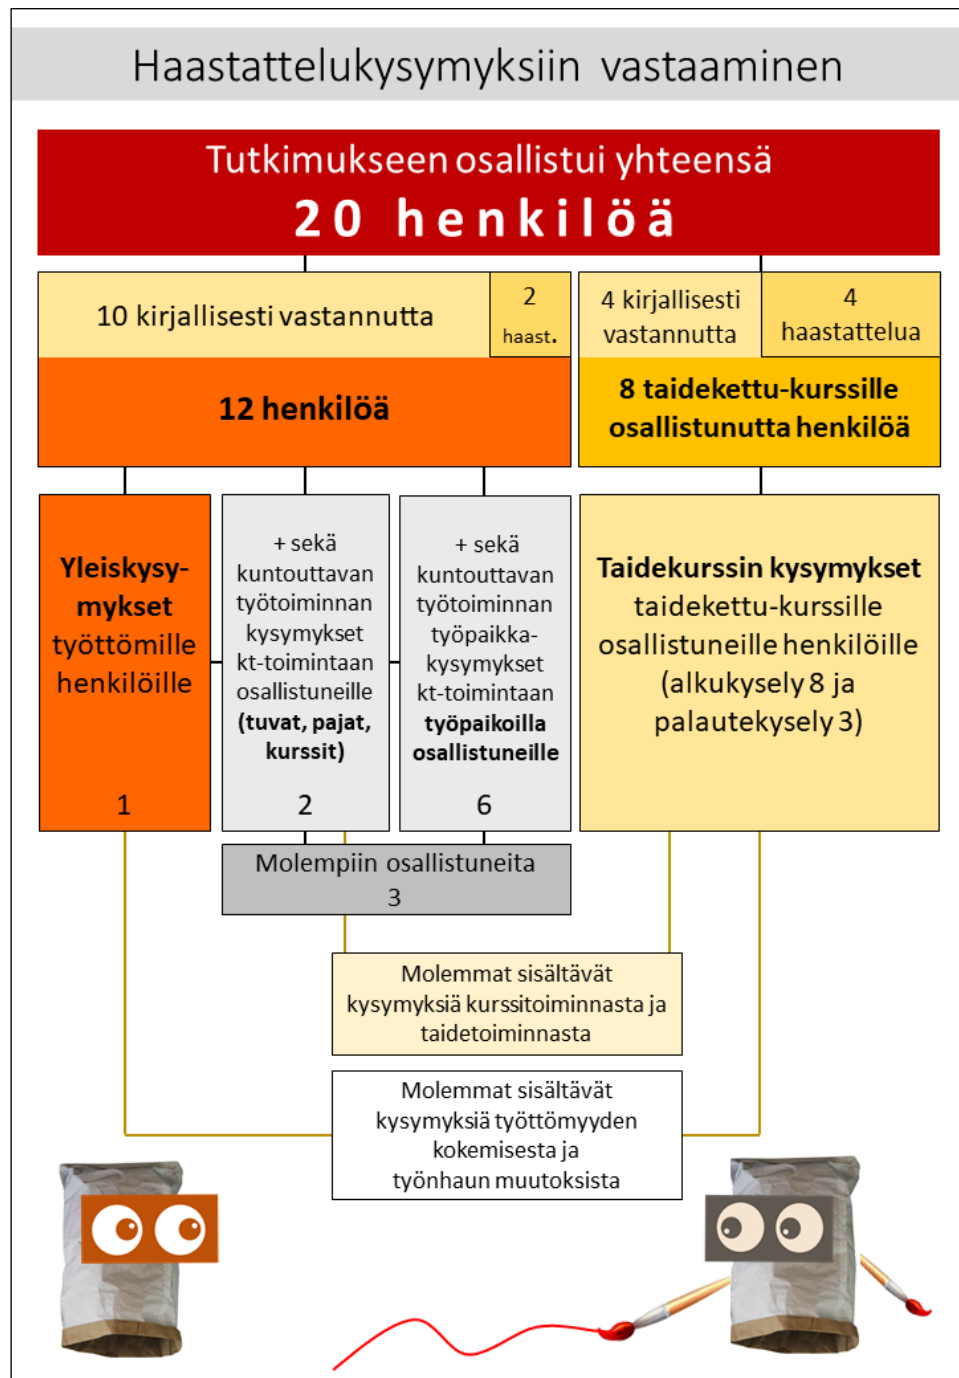 Haastattelukysymyksiin vastaaminen
Tutkimukseen osallistui yhteensä
20 henkilöä
10 kirjallisesti vastannutta
2
haast.
4 kirjallisesti
vastannutta
4
haastattelua
12 henkilöä
8 taidekettu-kurssille
osallistunutta henkilöä
Yleiskysy-
mykset
työttömille
henkilöille
1
+ sekä
kuntouttavan
työtoiminnan
kysymykset
kt-toimintaan
osallistuneille
(tuvat, pajat,
kurssit)
2
+ sekä
kuntouttavan
työtoiminnan
työpaikka-
kysymykset
kt-toimintaan
työpaikoilla
osallistuneille
6
Taidekurssin kysymykset
taidekettu-kurssille
osallistuneille henkilöille
(alkukysely 8 ja
palautekysely 3)
Molempiin osallistuneita
3
Molemmat sisältävät
kysymyksiä kurssitoiminnasta ja
taidetoiminnasta
Molemmat sisältävät
kysymyksiä työttömyyden
kokemisesta ja
työnhaun muutoksista